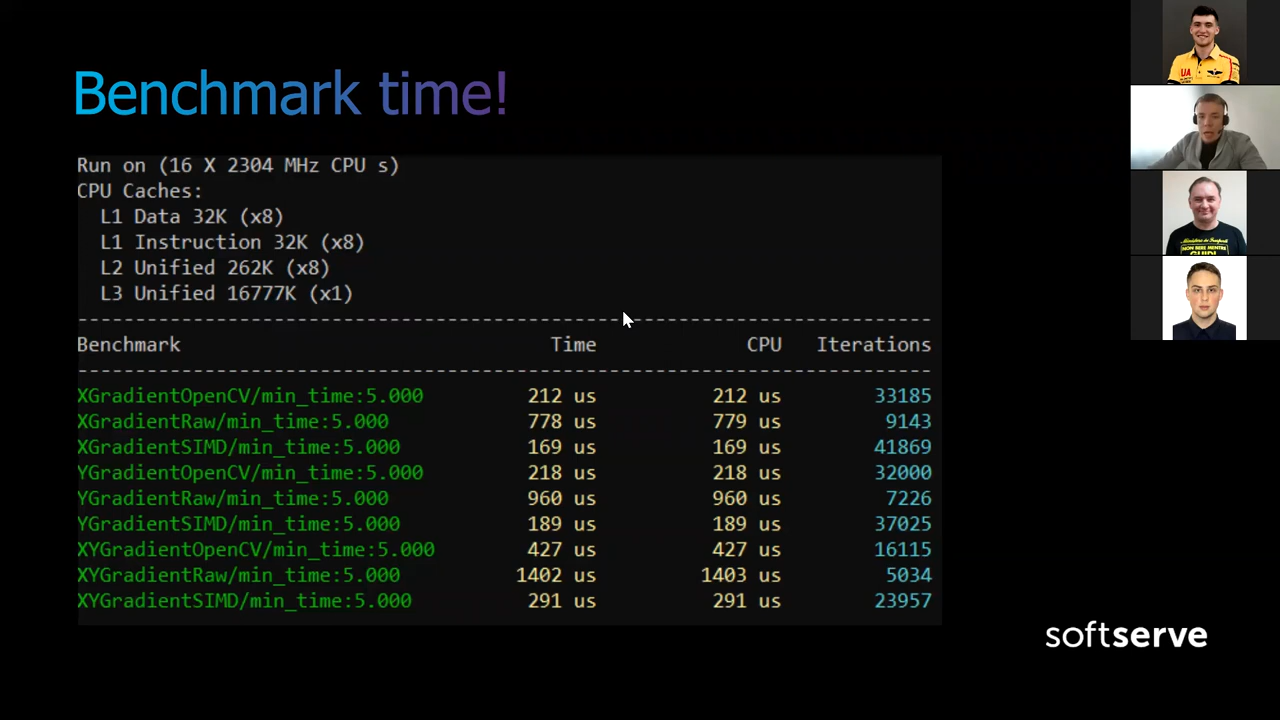 Benchmark time!
Run on (16 X 2304 MHz CPU s)
CPU Caches:
L1 Data 32K (x8)
L1 Instruction 32K (x8)
L2 Unified 262K (x8)
L3 Unified 16777K (x1)
Benchmark Time CPU Iterations
XGradientOpenCV/min_time:5.000 212 us 212 us 33185
XGradientRaw/min_time:5.000 778 us 779 us 9143
XGradientSIMD/min_time:5.000 169 us 169 us 41869
YGradientOpenCV/min_time:5.000 218 us 218 us 32000
YGradientRaw/min_time:5.000 960 us 960 us 7226
YGradientSIMD/min_time:5.000 189 us 189 us 37025
XYGradientOpenCV/min_time:5.000 427 us 427 us 16115
XYGradientRaw/min_time:5.000 1402 us 1403 us 5034
XYGradientSIMD/min_time:5.000 291 us 291 us 23957
softserve
UA
NON BERE MENTRE
GUIDI